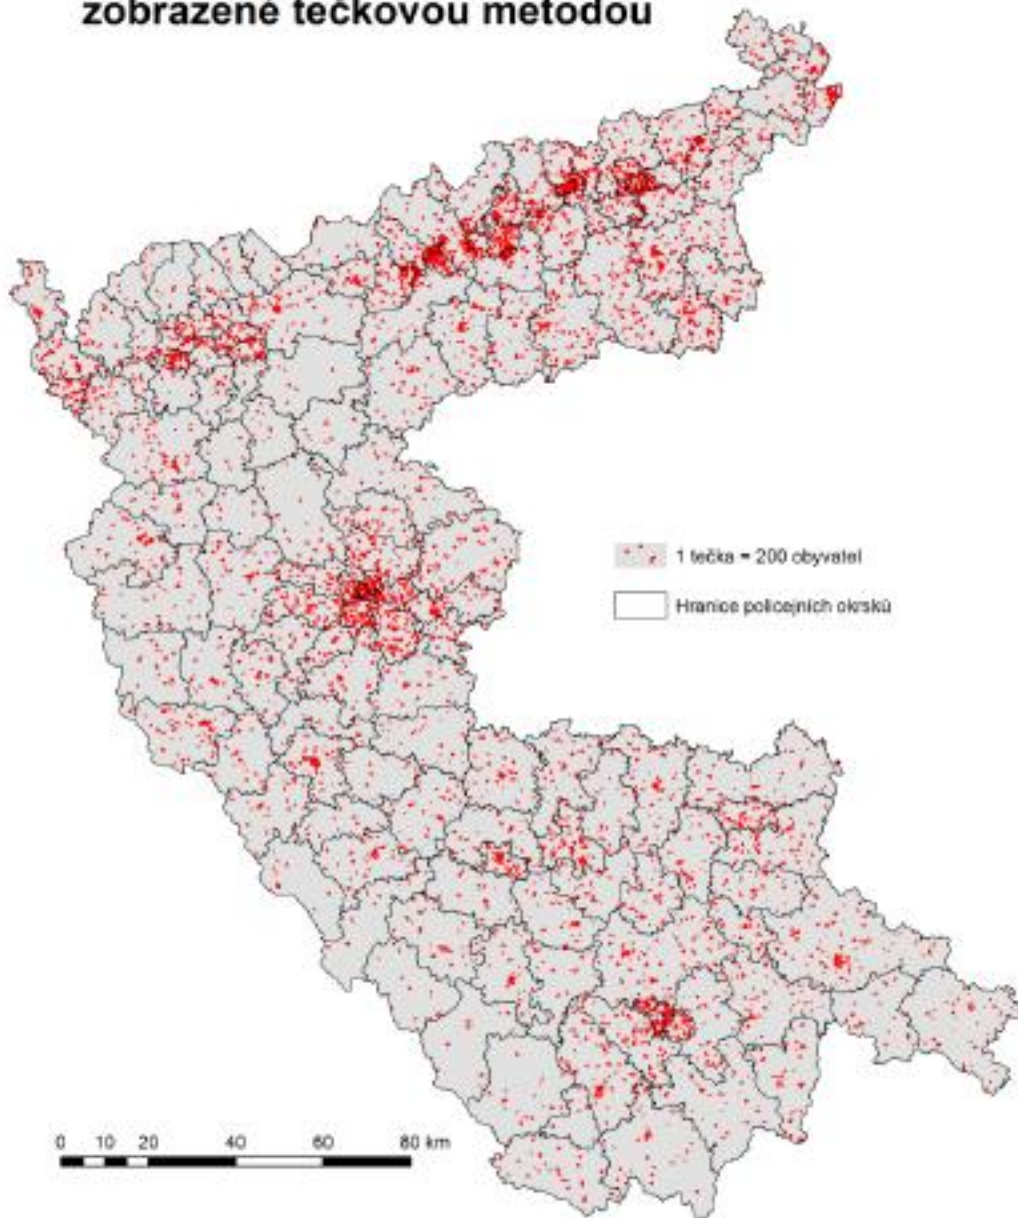 zobrazené tečkovou metodou
1 tečka = 200 obyvatel
Hranice policejních okrsků
0 10 20 40 60 80 km